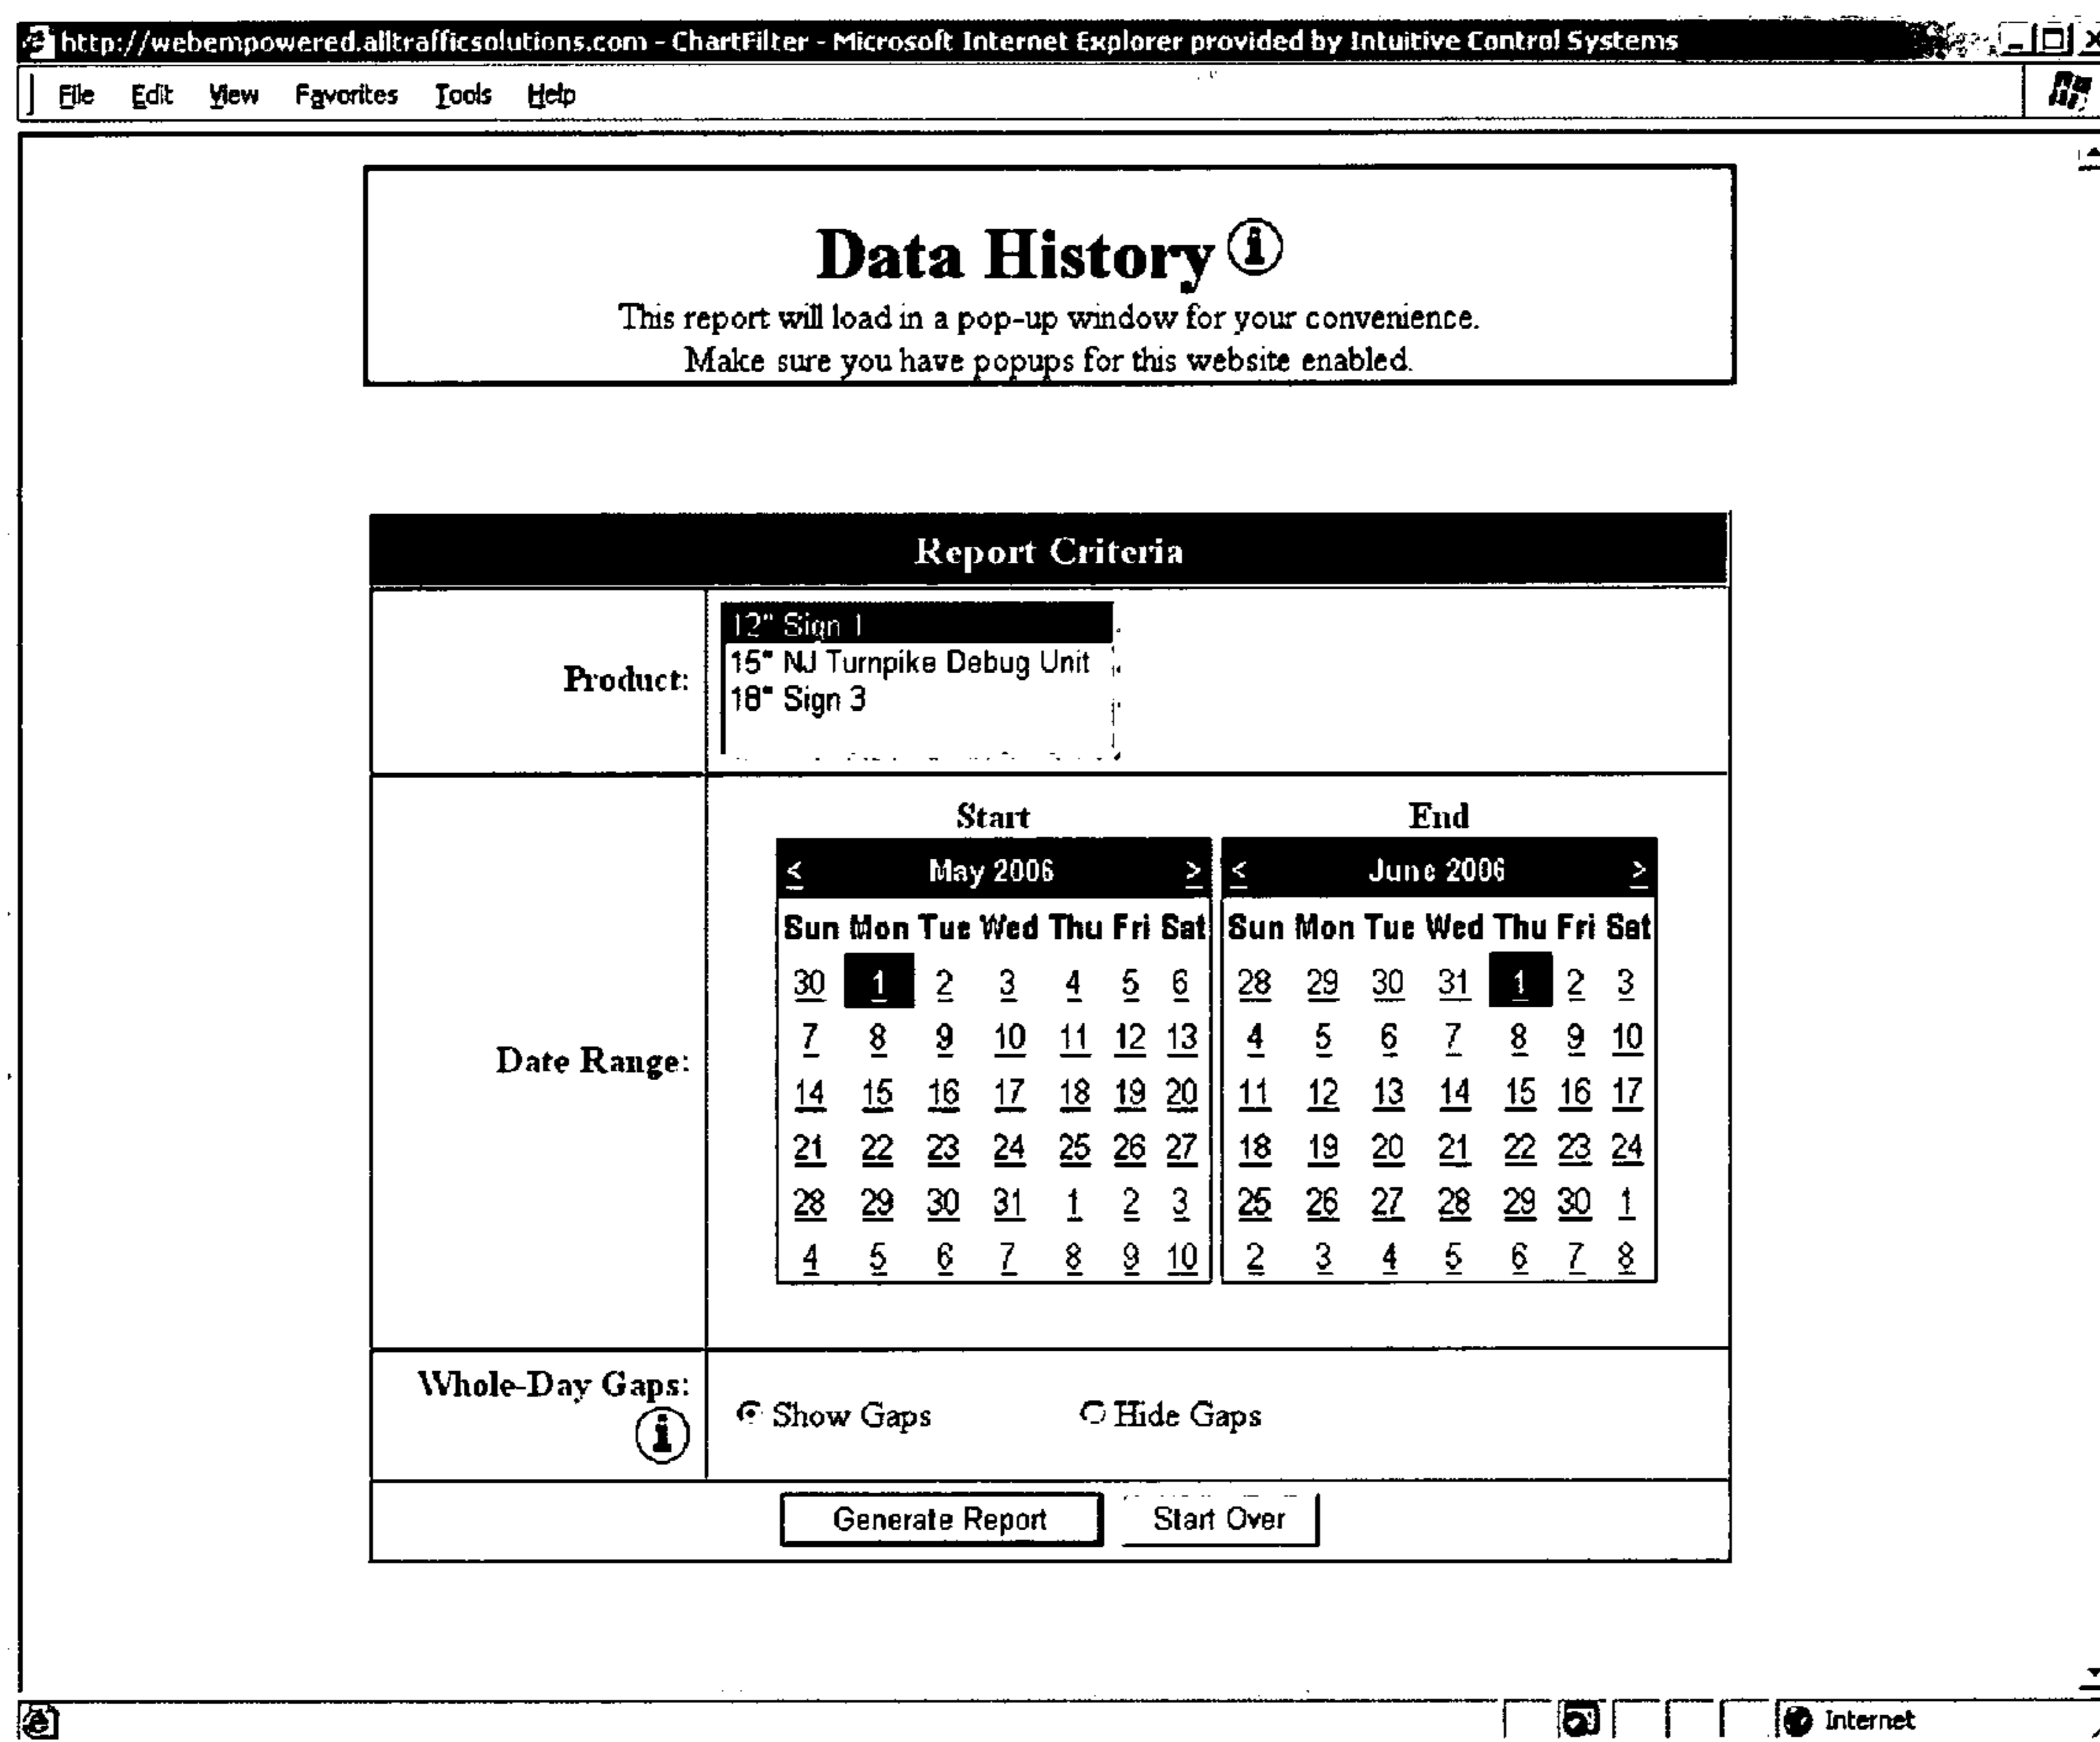 http://webempowered.alltrafficsolutions.com - ChartFilter - Microsoft Internet Explorer provided by Intuitive Control Systems
File Edit View Favorites Tools Help
Data History i
This report will load in a pop-up window for your convenience.
Make sure you have popups for this website enabled.
Report Criteria
Product:
12" Sign 1
15" NJ Turnpike Debug Unit
18" Sign 3
Date Range:
Start
< May 2006 >
Sun Mon Tue Wed Thu Fri Sat
30 1 2 3 4 5 6
7 8 9 10 11 12 13
14 15 16 17 18 19 20
21 22 23 24 25 26 27
28 29 30 31 1 2 3
4 5 6 7 8 9 10
End
< June 2006 >
Sun Mon Tue Wed Thu Fri Sat
28 29 30 31 1 2 3
4 5 6 7 8 9 10
11 12 13 14 15 16 17
18 19 20 21 22 23 24
25 26 27 28 29 30 1
2 3 4 5 6 7 8
Whole-Day Gaps:
i
Show Gaps Hide Gaps
Generate Report Start Over
Internet